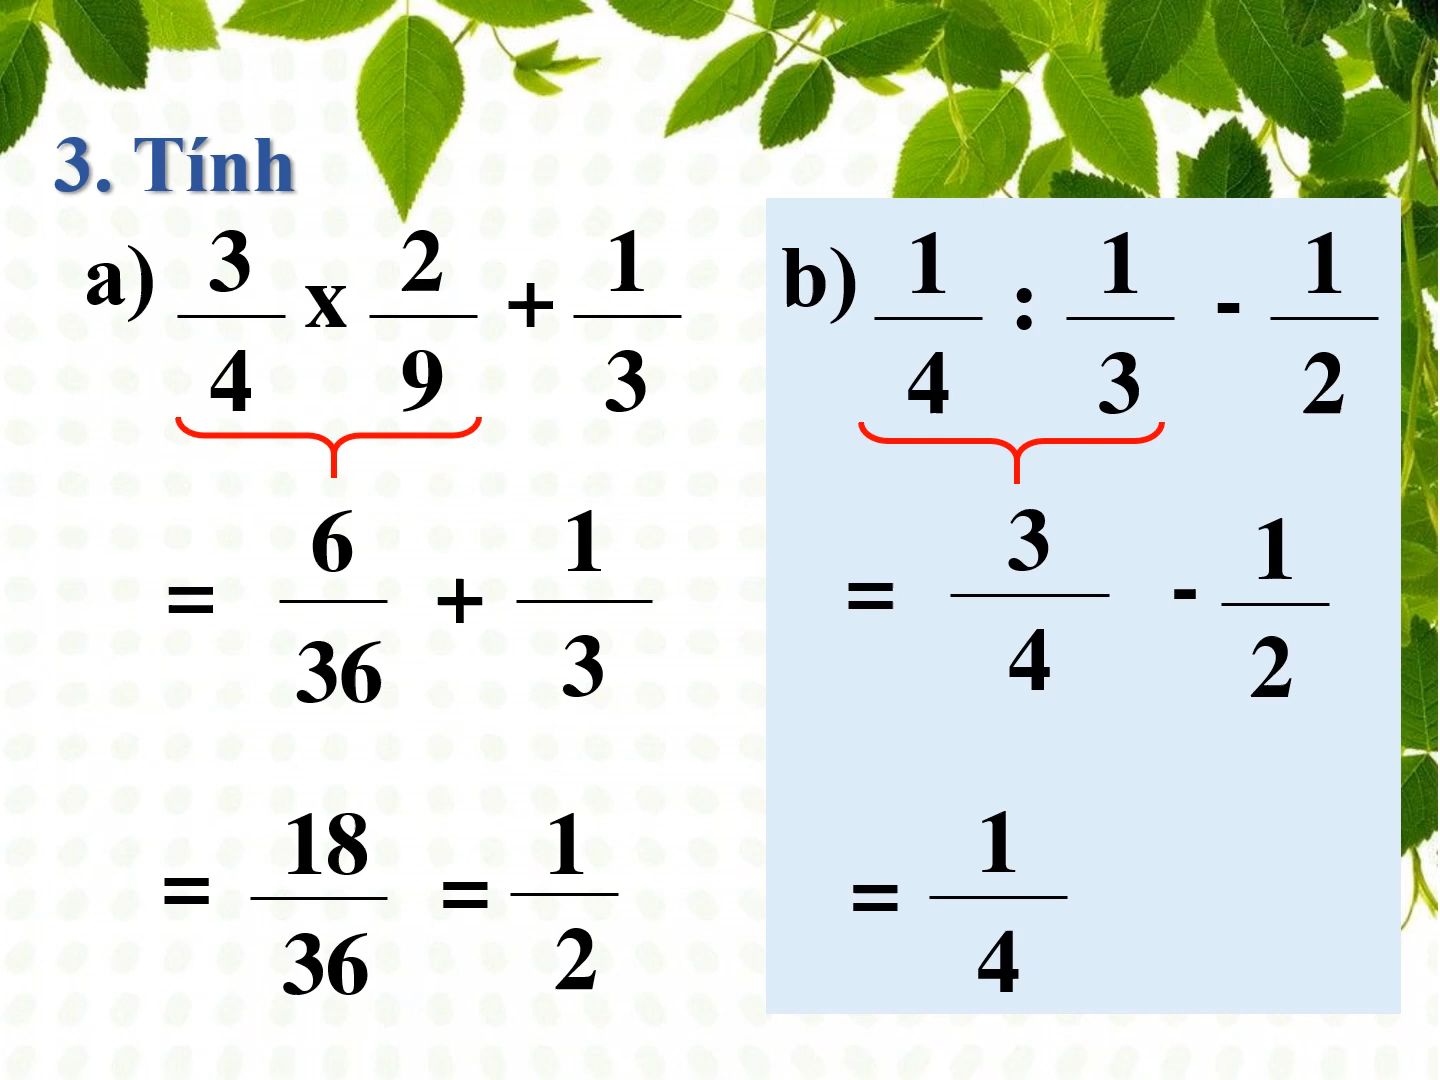 3. Tính
a) 3/4 x 2/9 + 1/3
= 6/36 + 1/3
= 18/36 = 1/2
b) 1/4 : 1/3 - 1/2
= 3/4 - 1/2
= 1/4